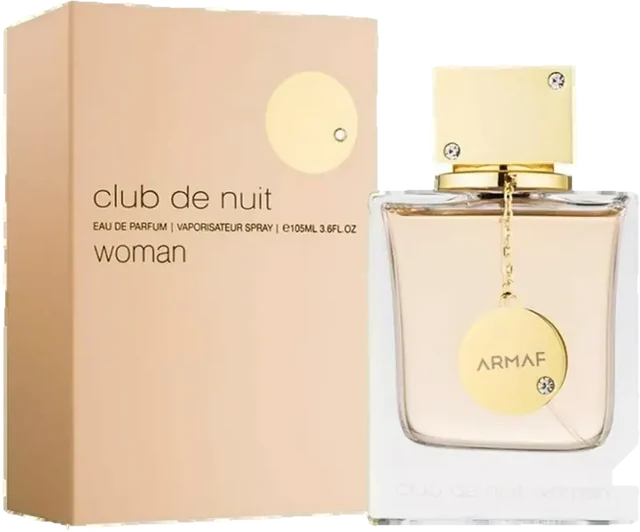 club de nuit
EAU DE PARFUM | VAPORISATEUR SPRAY | ℮105ML 3.6FL.OZ
woman
ARMAF
club de nuit woman